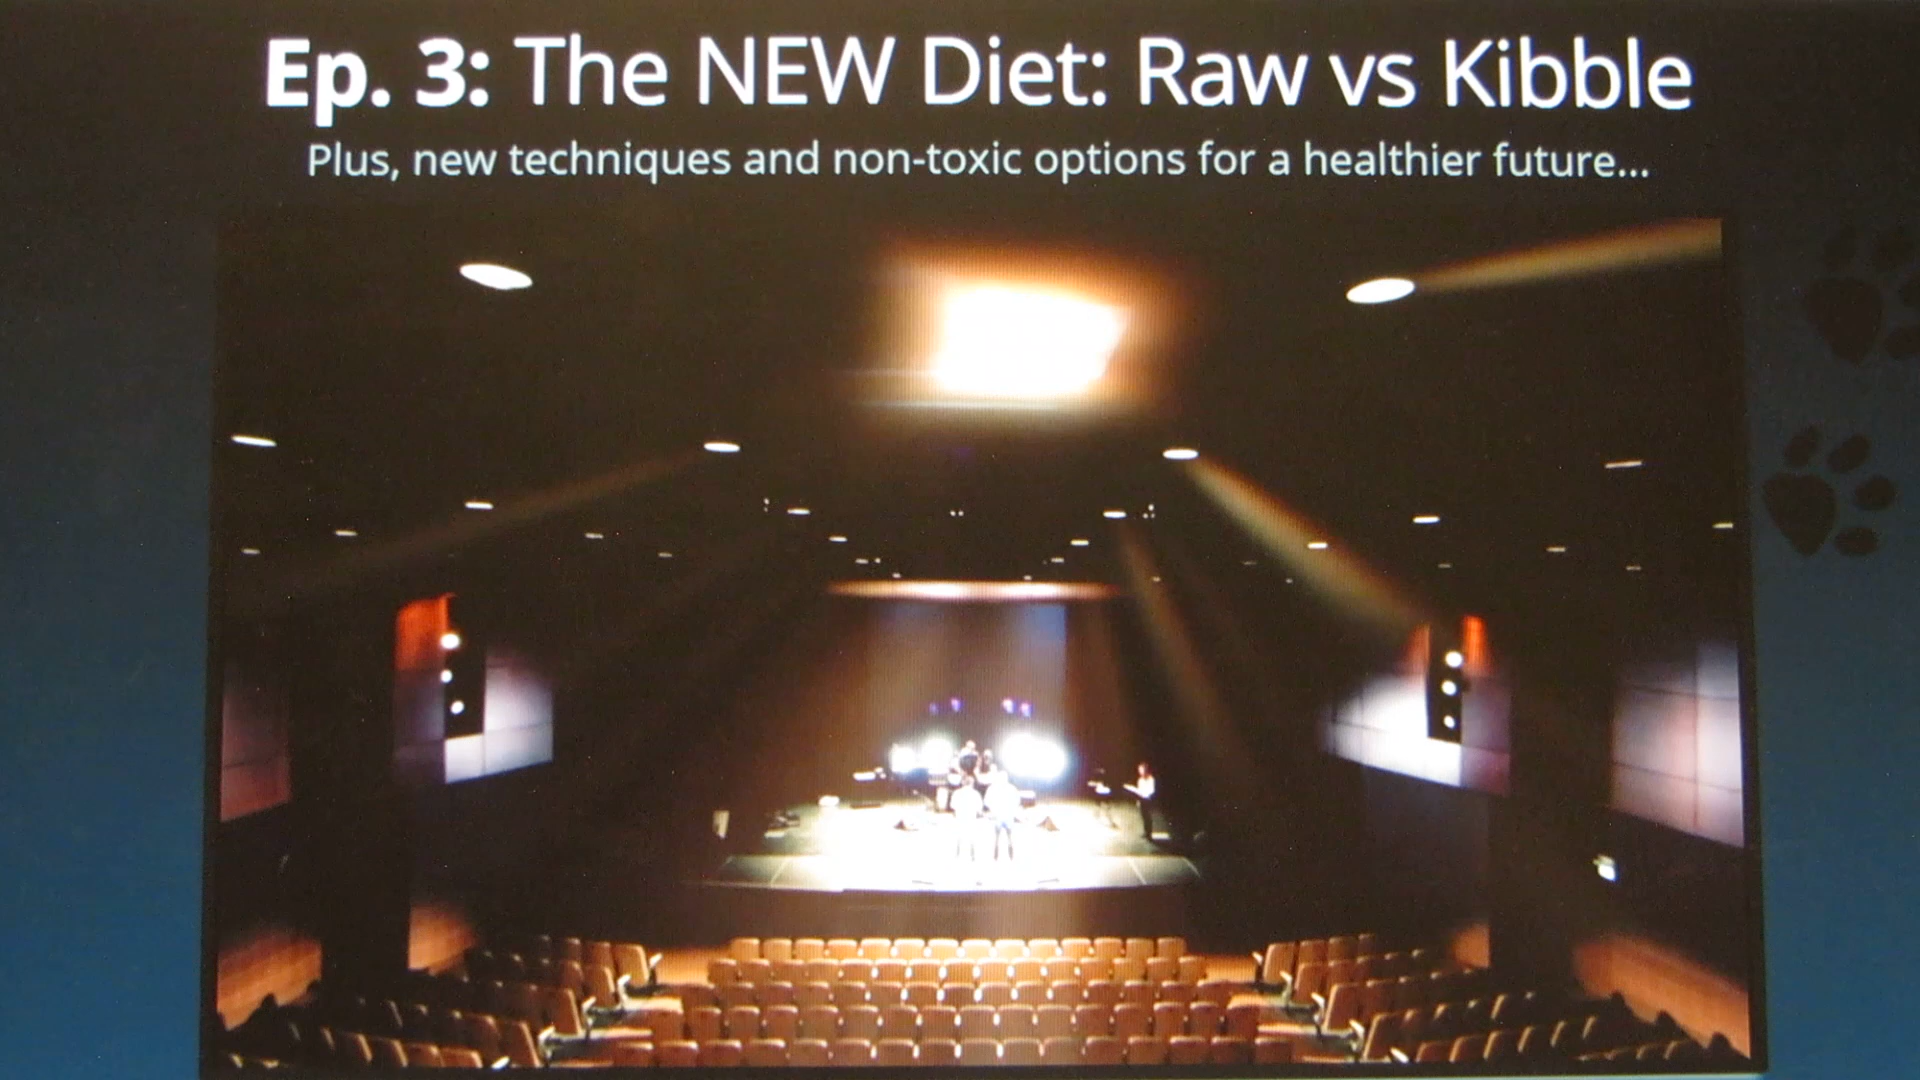 Ep. 3: The NEW Diet: Raw vs Kibble
Plus, new techniques and non-toxic options for a healthier future...